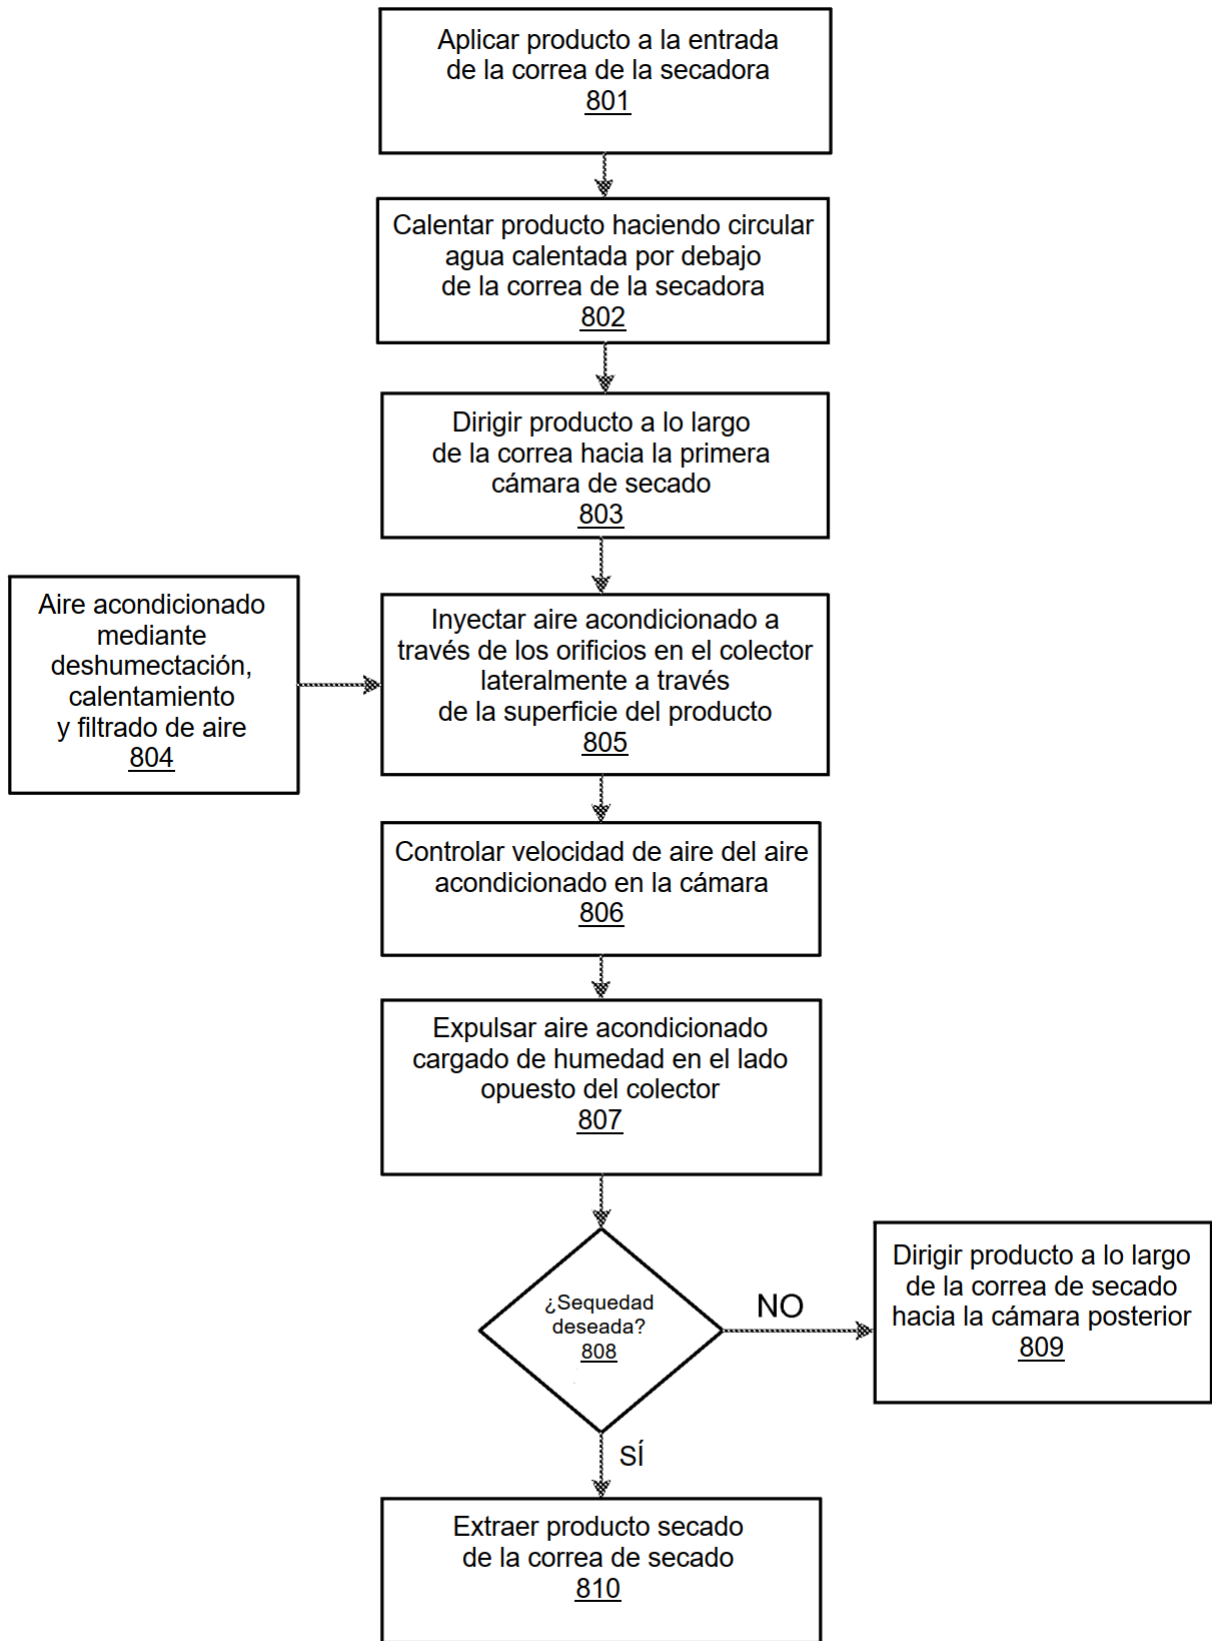 Aplicar producto a la entrada
de la correa de la secadora
801
Calentar producto haciendo circular
agua calentada por debajo
de la correa de la secadora
802
Dirigir producto a lo largo
de la correa hacia la primera
cámara de secado
803
Aire acondicionado
mediante
deshumectación,
calentamiento
y filtrado de aire
804
Inyectar aire acondicionado a
través de los orificios en el colector
lateralmente a través
de la superficie del producto
805
Controlar velocidad de aire del aire
acondicionado en la cámara
806
Expulsar aire acondicionado
cargado de humedad en el lado
opuesto del colector
807
¿Sequedad
deseada?
808
NO
Dirigir producto a lo largo
de la correa de secado
hacia la cámara posterior
809
SÍ
Extraer producto secado
de la correa de secado
810